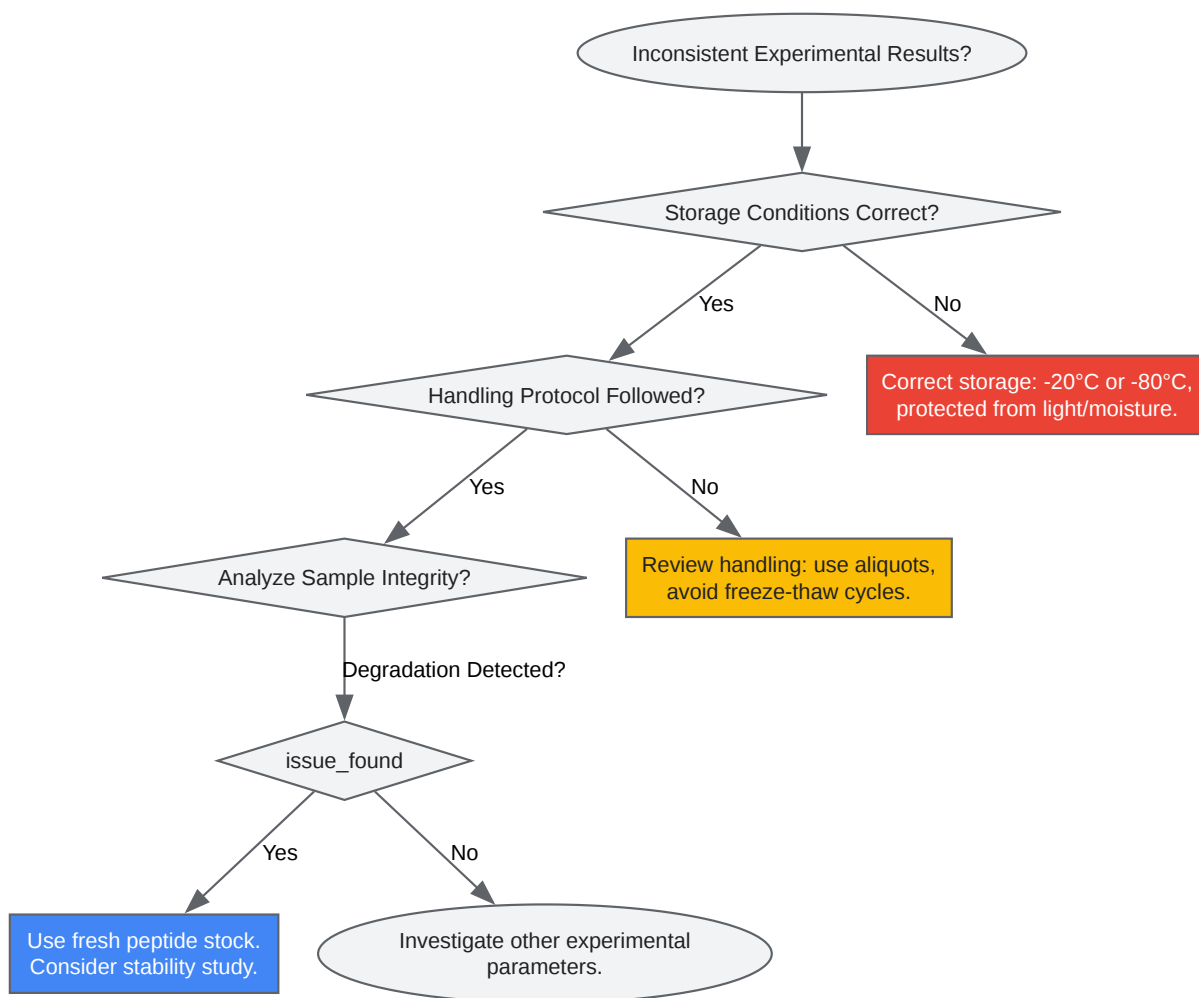 Inconsistent Experimental Results?
Storage Conditions Correct?
Yes
No
Handling Protocol Followed?
Correct storage: -20°C or -80°C,
protected from light/moisture.
Yes
No
Analyze Sample Integrity?
Review handling: use aliquots,
avoid freeze-thaw cycles.
Degradation Detected?
issue_found
Yes
No
Use fresh peptide stock.
Consider stability study.
Investigate other experimental
parameters.